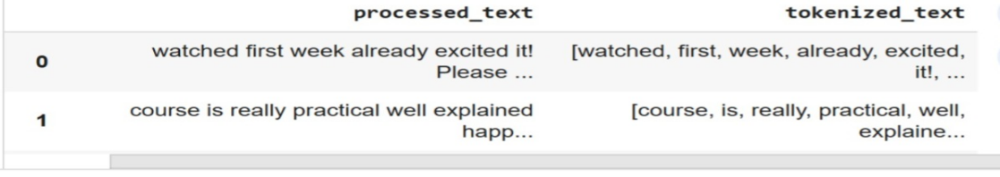 processed_text tokenized_text
0 watched first week already excited it! [watched, first, week, already, excited,
Please ... it!, ...
1 course is really practical well explained [course, is, really, practical, well,
happ... explaine...